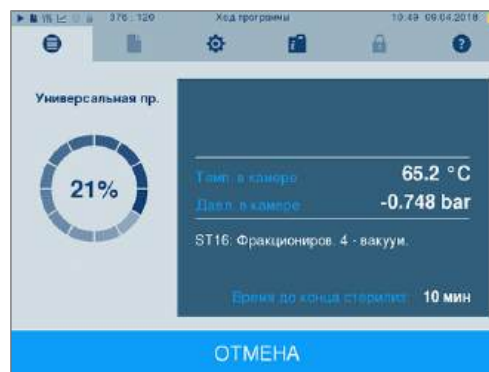 376 : 120 Ход программы 10:49 09.04.2018
Универсальная пр.
21%
Темп. в камере 65.2 °C
Давл. в камере -0.748 bar
ST16: Фракциониров. 4 - вакуум.
Время до конца стерилиз: 10 мин
ОТМЕНА